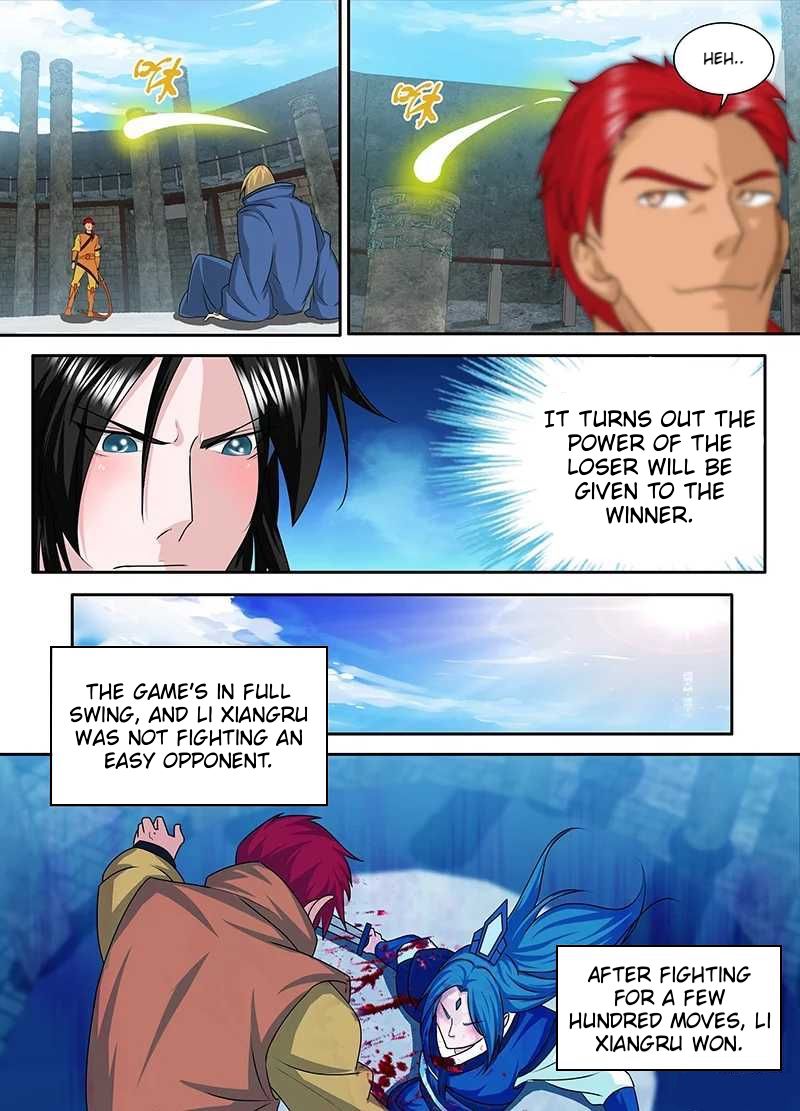 吠
吠
HEH..
IT TURNS OUT THE
POWER OF THE
LOSER WILL BE
GIVEN TO THE
WINNER.
THE GAME'S IN FULL
SWING, AND LI XIANGRU
WAS NOT FIGHTING AN
EASY OPPONENT.
AFTER FIGHTING
FOR A FEW
HUNDRED MOVES, LI
XIANGRU WON.